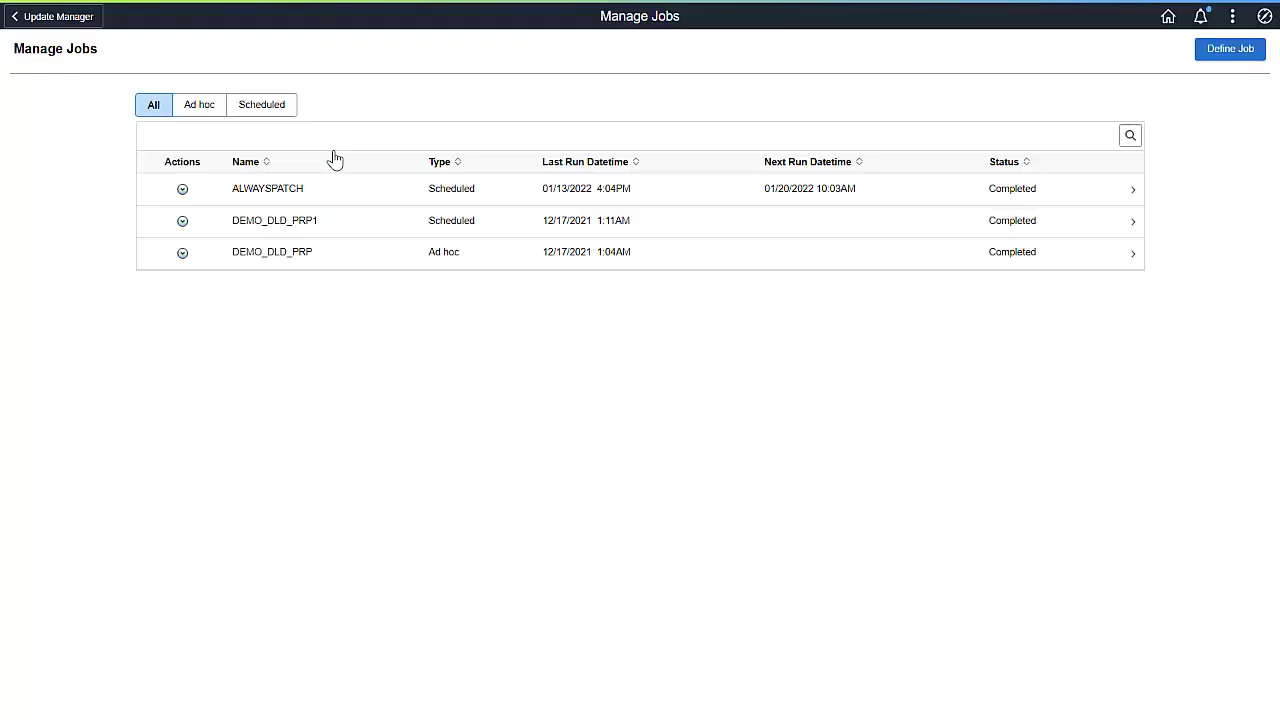 Update Manager Manage Jobs
Manage Jobs Define Job
All Ad hoc Scheduled
Actions Name Type Last Run Datetime Next Run Datetime Status
ALWAYSPATCH Scheduled 01/13/2022 4:04PM 01/20/2022 10:03AM Completed
DEMO_DLD_PRP1 Scheduled 12/17/2021 1:11AM Completed
DEMO_DLD_PRP Ad hoc 12/17/2021 1:04AM Completed